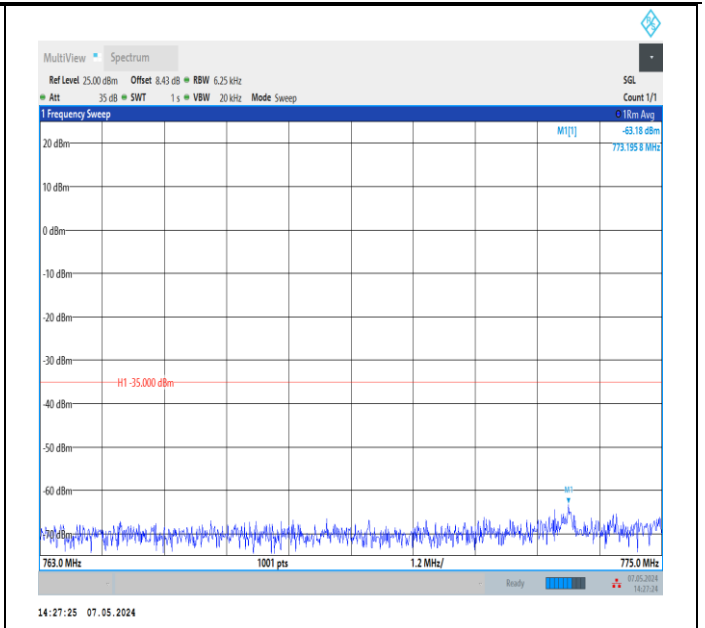 MultiView Spectrum
Ref Level 25.00 dBm Offset 8.43 dB RBW 6.25 kHz SGL
Att 35 dB SWT 1 s VBW 20 kHz Mode Sweep Count 1/1
1 Frequency Sweep 1Rm Avg
M1[1] -63.18 dBm
773.195 8 MHz
20 dBm
10 dBm
0 dBm
-10 dBm
-20 dBm
-30 dBm
H1 -35.000 dBm
-40 dBm
-50 dBm
-60 dBm
M1
-70 dBm
763.0 MHz 1001 pts 1.2 MHz/ 775.0 MHz
Ready 07.05.2024
14:27:24
14:27:25 07.05.2024